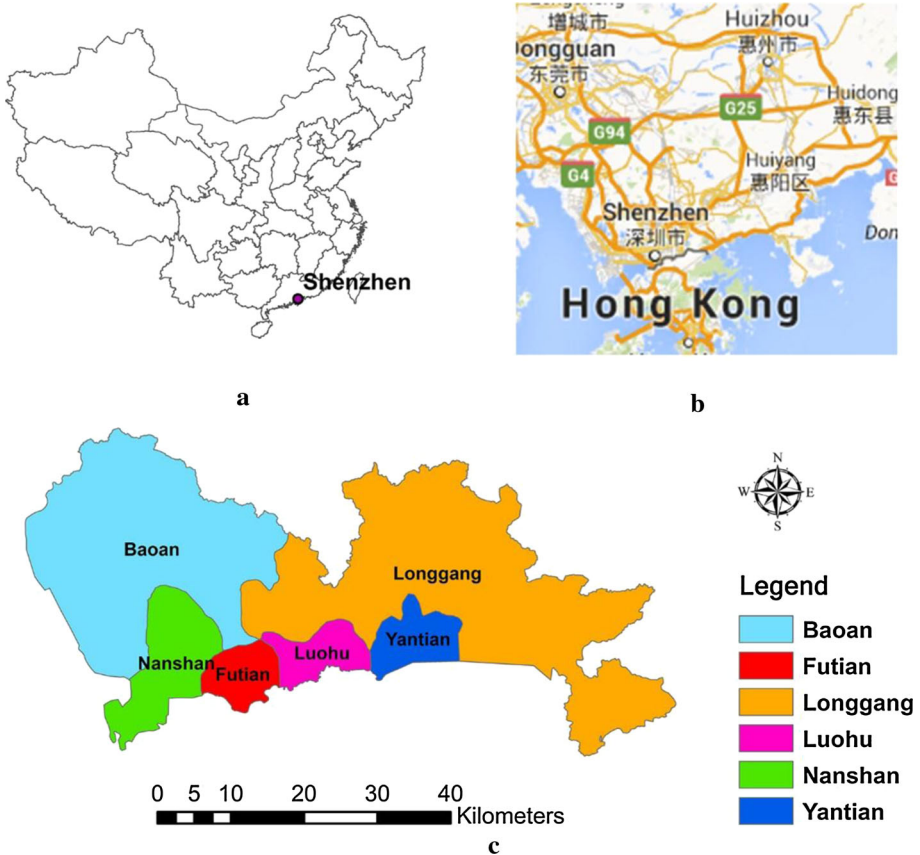 Shenzhen
a
增城市
Huizhou
惠州市
Dongguan
东莞市
Huidong
惠东县
G25
G94
G4
Huiyang
惠阳区
Shenzhen
深圳市
Don
Hong Kong
b
N
W E
S
Baoan
Longgang
Nanshan
Futian
Luohu
Yantian
Legend
Baoan
Futian
Longgang
Luohu
Nanshan
Yantian
0 5 10 20 30 40
Kilometers
c